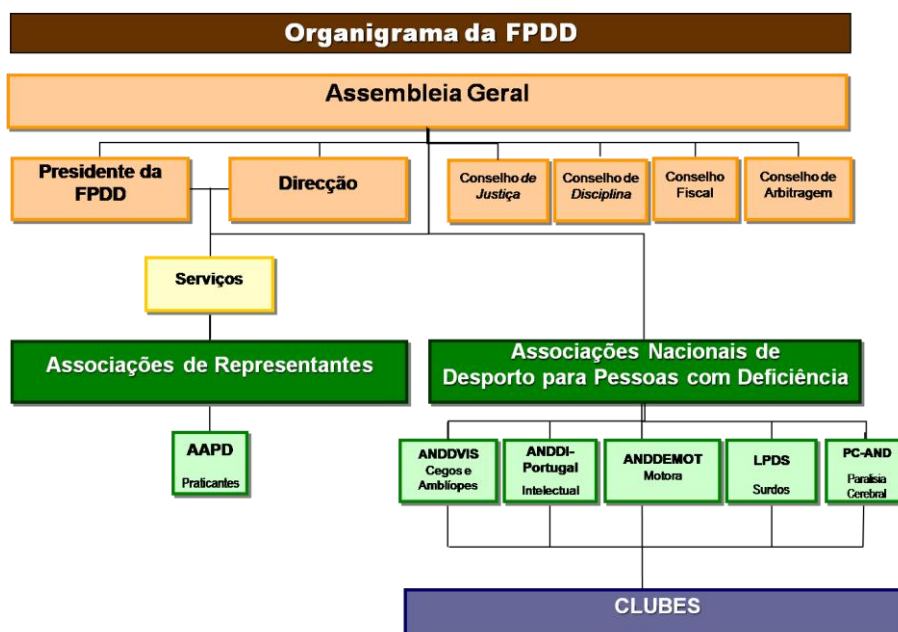 Organigrama da FPDD
Assembleia Geral
Presidente da
FPDD
Direcção
Conselho de
Justiça
Conselho de
Disciplina
Conselho
Fiscal
Conselho de
Arbitragem
Serviços
Associações de Representantes
Associações Nacionais de
Desporto para Pessoas com Deficiência
AAPD
Praticantes
ANDDVIS
Cegos e
Amblíopes
ANDDI-
Portugal
Intelectual
ANDDEMOT
Motora
LPDS
Surdos
PC-AND
Paralisia
Cerebral
CLUBES